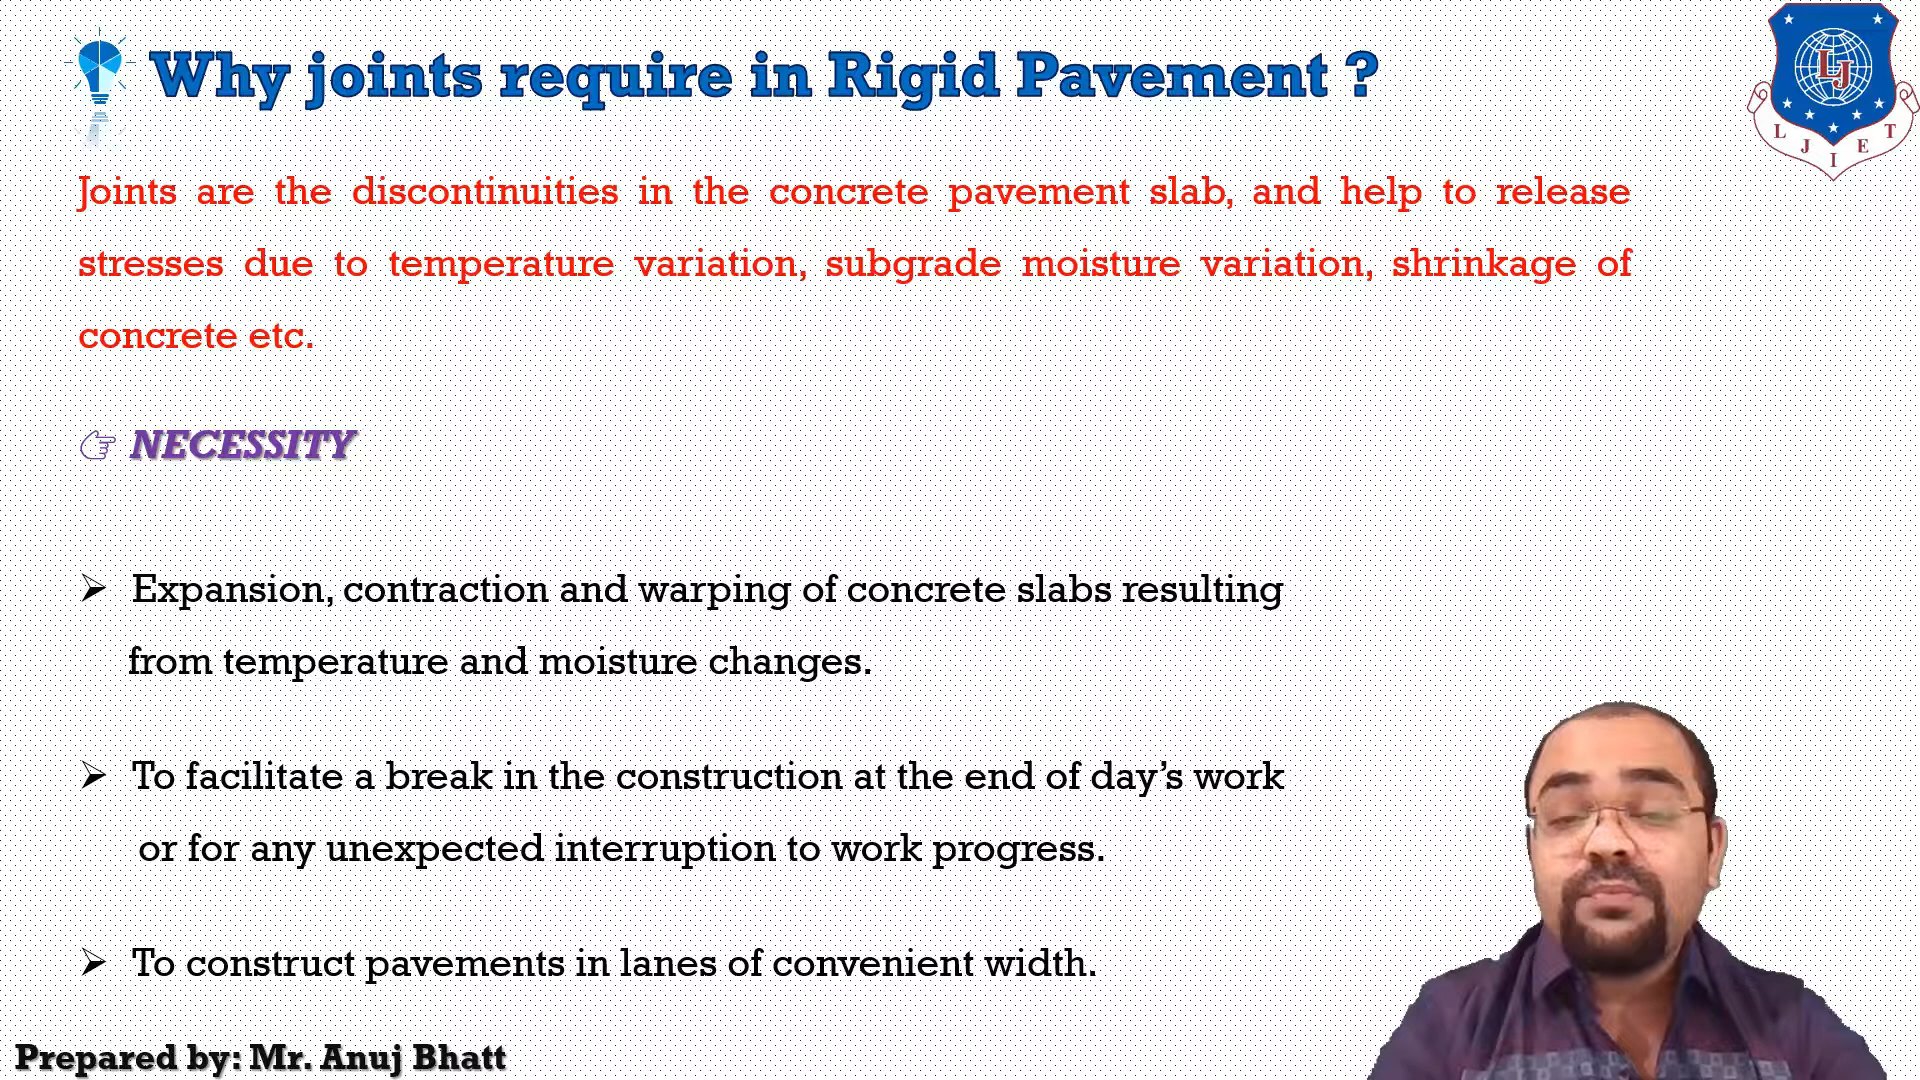 Why joints require in Rigid Pavement ?
LJ
L J I E T
Joints are the discontinuities in the concrete pavement slab, and help to release
stresses due to temperature variation, subgrade moisture variation, shrinkage of
concrete etc.
NECESSITY
Expansion, contraction and warping of concrete slabs resulting
from temperature and moisture changes.
To facilitate a break in the construction at the end of day’s work
or for any unexpected interruption to work progress.
To construct pavements in lanes of convenient width.
Prepared by: Mr. Anuj Bhatt